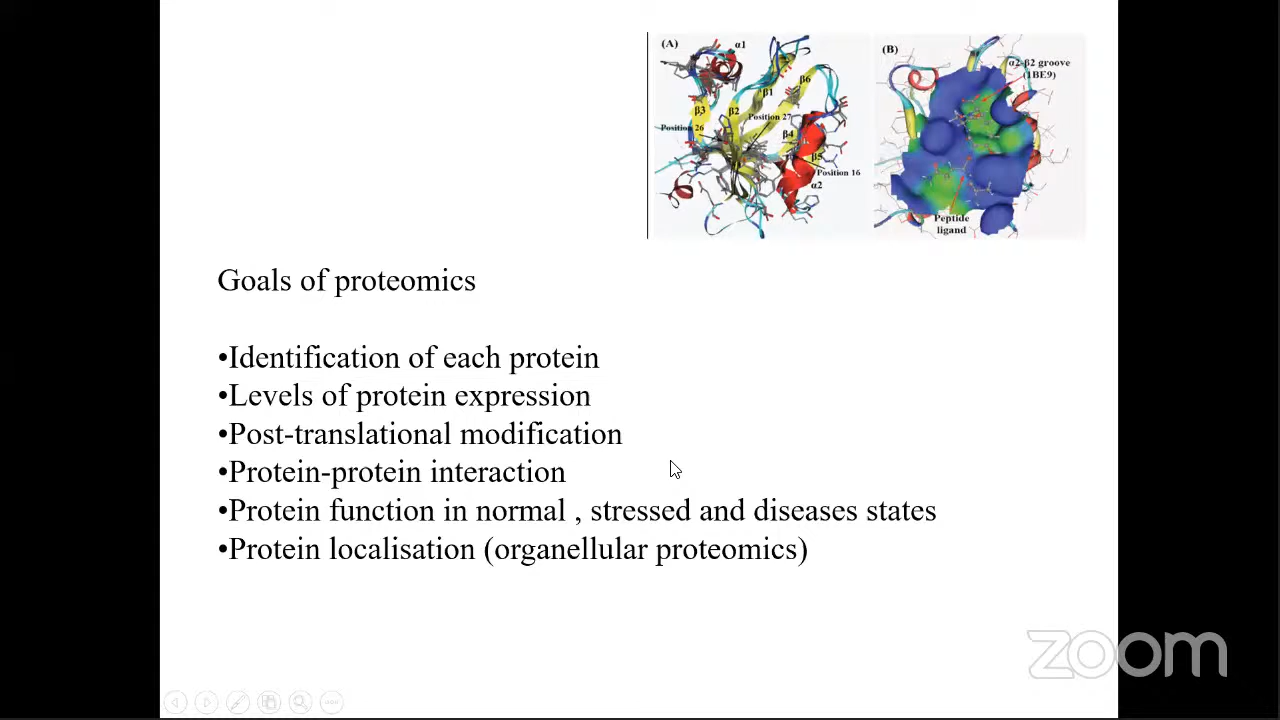 (A)
α1
β1
β6
β3
β2
Position 27
Position 26
β4
β5
Position 16
α2
(B)
α2-β2 groove
(1BE9)
Peptide
ligand
Goals of proteomics
•Identification of each protein
•Levels of protein expression
•Post-translational modification
•Protein-protein interaction
•Protein function in normal , stressed and diseases states
•Protein localisation (organellular proteomics)
zoom